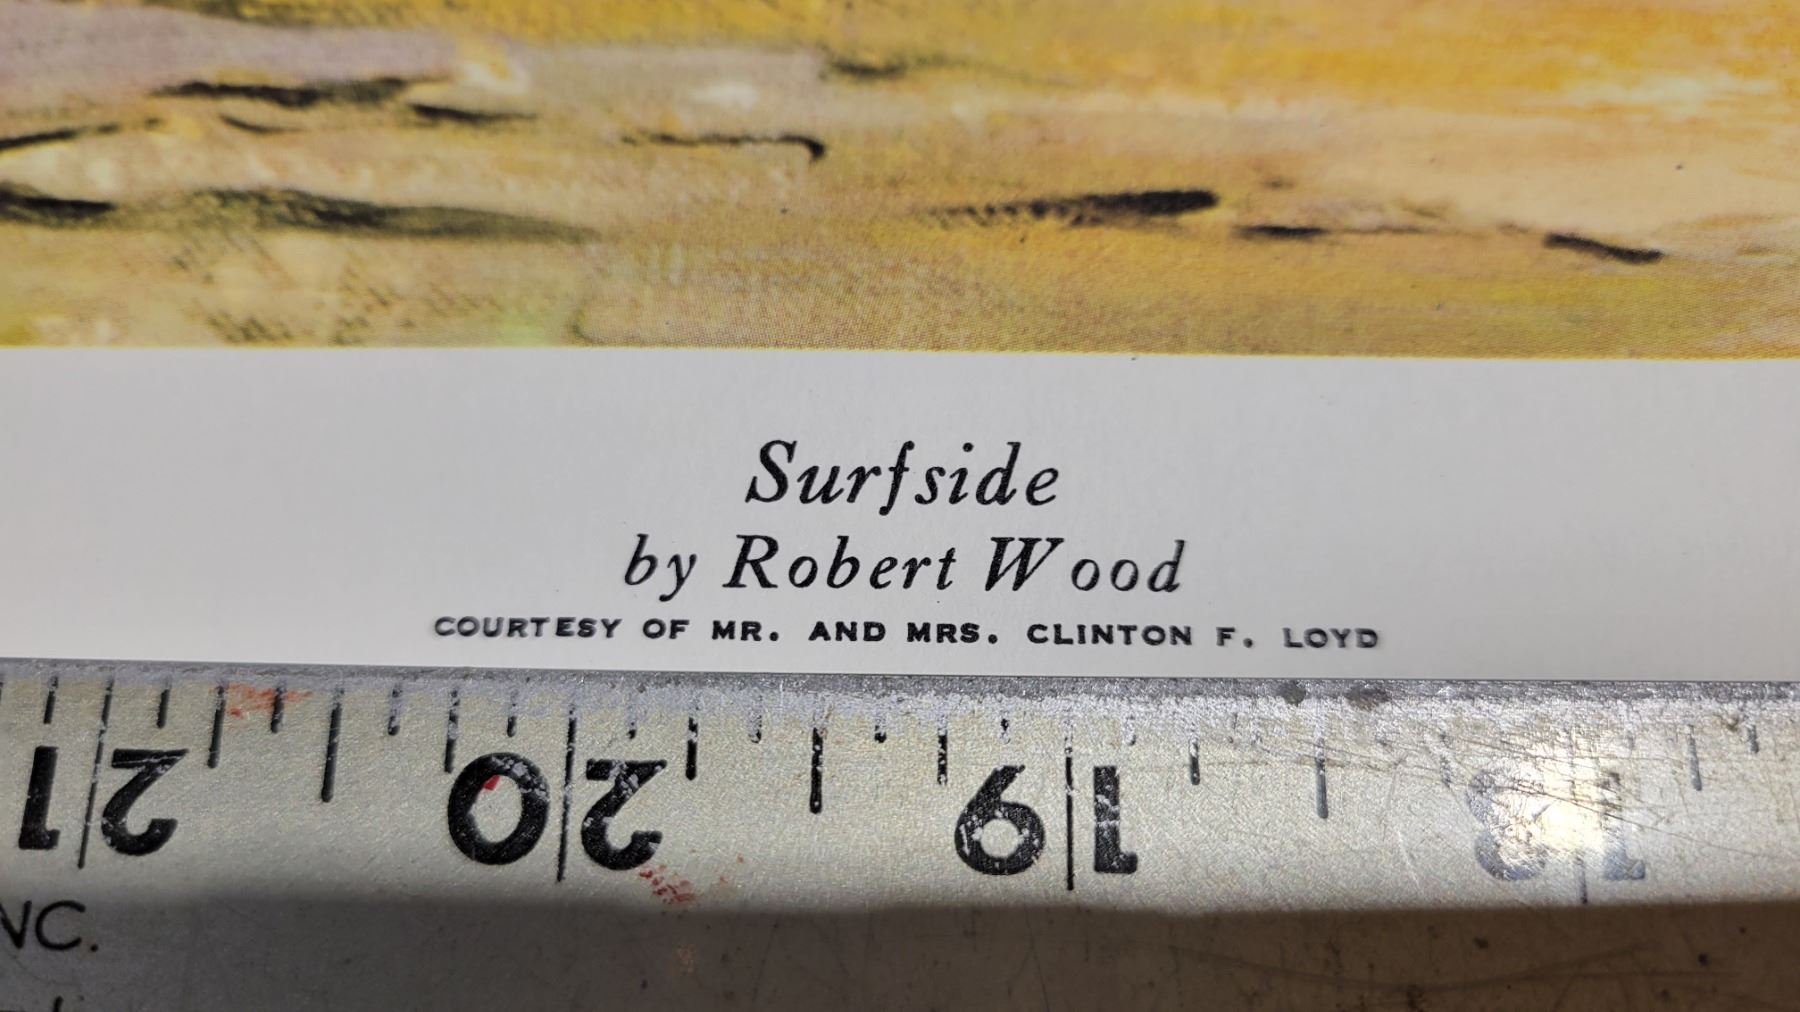 Surfside
by Robert Wood
COURTESY OF MR. AND MRS. CLINTON F. LOYD
21 20 19 18
NC.